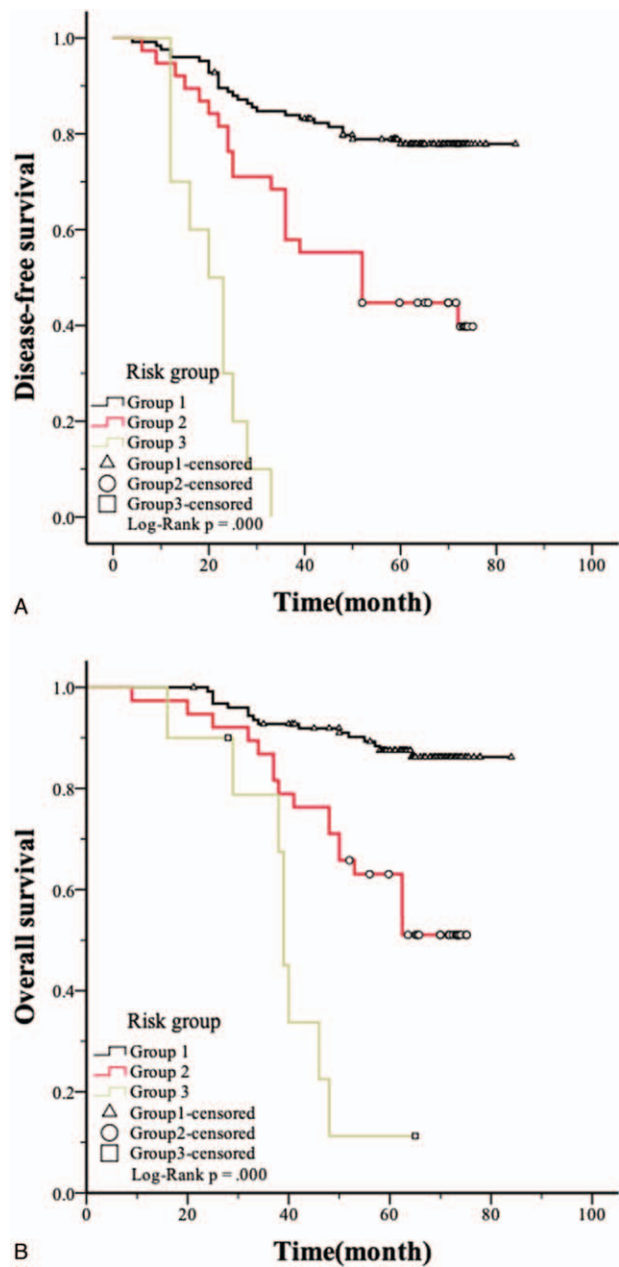 1.0
0.8
0.6
0.4
0.2
0.0
Disease-free survival
Risk group
Group 1
Group 2
Group 3
Group1-censored
Group2-censored
Group3-censored
Log-Rank p = .000
0 20 40 60 80 100
Time(month)
A
1.0
0.8
0.6
0.4
0.2
0.0
Overall survival
Risk group
Group 1
Group 2
Group 3
Group1-censored
Group2-censored
Group3-censored
Log-Rank p = .000
0 20 40 60 80 100
Time(month)
B